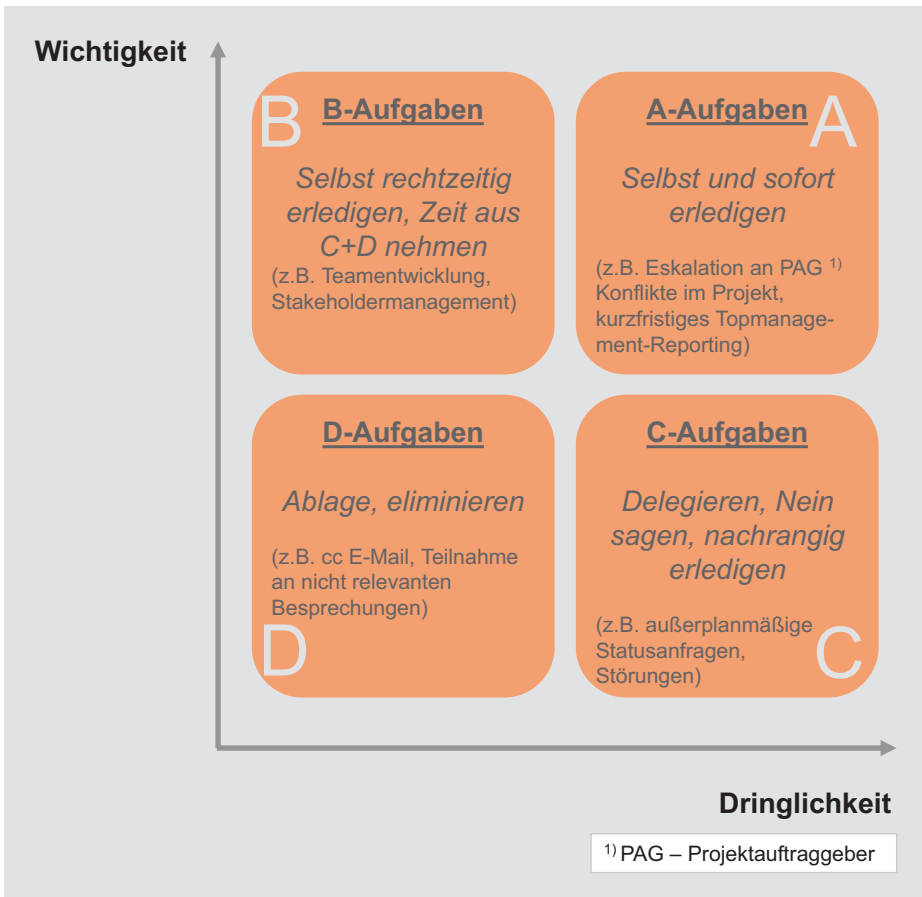 Wichtigkeit
B
B-Aufgaben
Selbst rechtzeitig
erledigen, Zeit aus
C+D nehmen
(z.B. Teamentwicklung,
Stakeholdermanagement)
A
A-Aufgaben
Selbst und sofort
erledigen
(z.B. Eskalation an PAG 1)
Konflikte im Projekt,
kurzfristiges Topmanage-
ment-Reporting)
D-Aufgaben
Ablage, eliminieren
(z.B. cc E-Mail, Teilnahme
an nicht relevanten
Besprechungen)
D
C-Aufgaben
Delegieren, Nein
sagen, nachrangig
erledigen
(z.B. außerplanmäßige
Statusanfragen,
Störungen)
C
Dringlichkeit
1) PAG – Projektauftraggeber